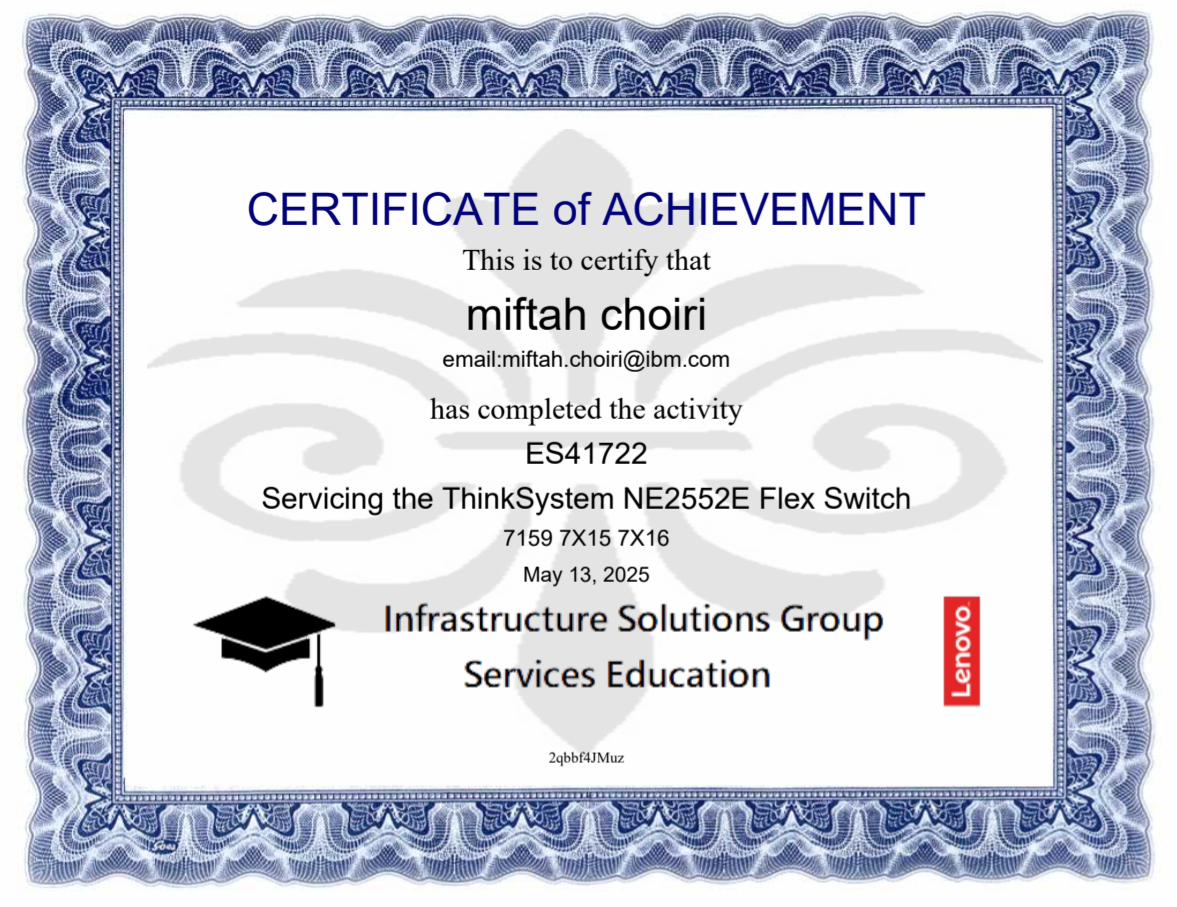 CERTIFICATE of ACHIEVEMENT
This is to certify that
miftah choiri
email:miftah.choiri@ibm.com
has completed the activity
ES41722
Servicing the ThinkSystem NE2552E Flex Switch
7159 7X15 7X16
May 13, 2025
Infrastructure Solutions Group
Services Education
Lenovo
2qbbf4JMuz
Goes